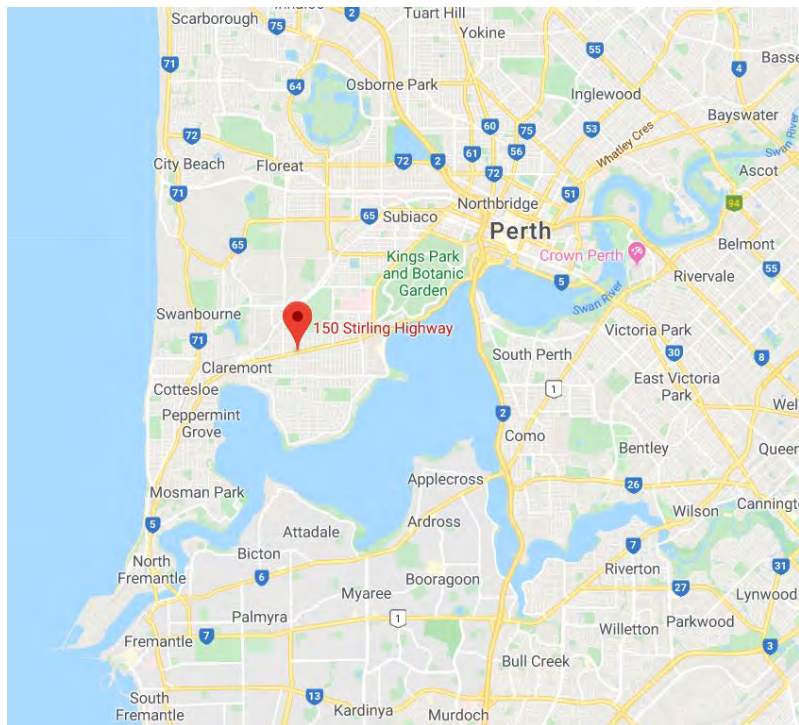 Tuart Hill
Scarborough
2
75
Yokine
55
71
4
Osborne Park
64
Inglewood
Bayswater
60
75
53
72
61
56
Whatley Cres
Swan River
City Beach
Floreat
72
2
72
Ascot
71
51
Northbridge
94
65
Subiaco
Perth
65
Kings Park
and Botanic
Garden
Crown Perth
Belmont
5
Rivervale
55
Swan River
Swanbourne
150 Stirling Highway
Victoria Park
71
South Perth
30
8
Claremont
East Victoria
Park
Cottesloe
1
Peppermint
Grove
2
Como
Bentley
Applecross
26
Mosman Park
Wilson
5
Attadale
Ardross
7
Bicton
North
Fremantle
6
Booragoon
Riverton
31
27
Lynwood
Myaree
Palmyra
1
Parkwood
7
Willetton
Fremantle
3
Bull Creek
13
South
Fremantle
Kardinya
Murdoch